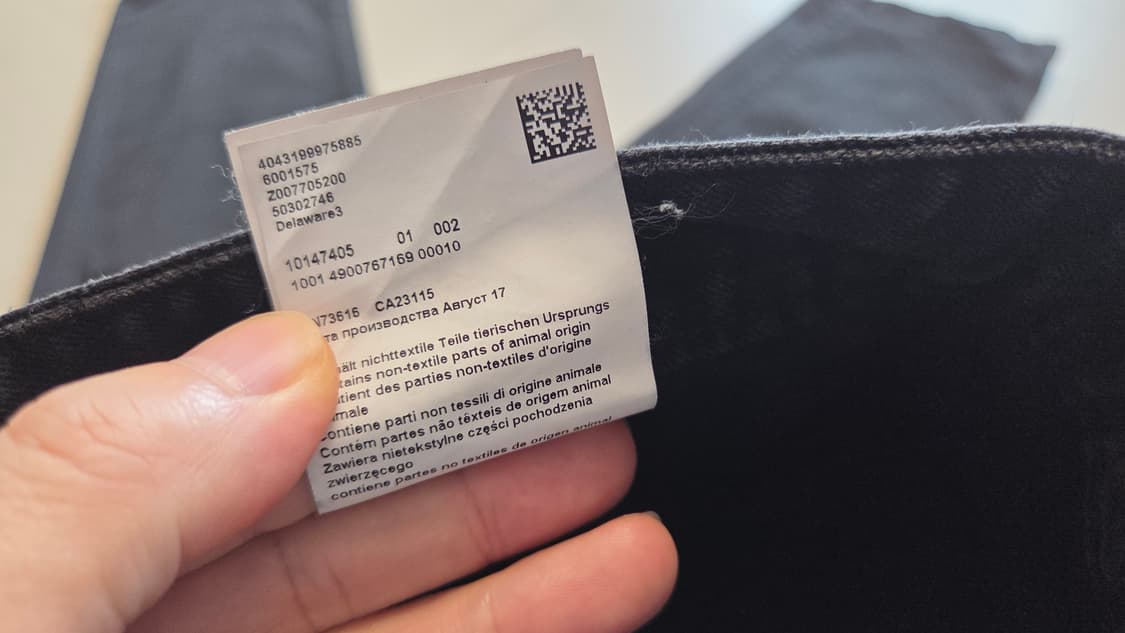 4043199975885
6001575
Z007705200
50302746
Delaware3
10147405 01 002
1001 4900767169 00010
N73616 CA23115
та производства Август 17
hält nichttextile Teile tierischen Ursprungs
tains non-textile parts of animal origin
tient des parties non-textiles d'origine
male
contiene parti non tessili di origine animale
Contém partes não têxteis de origem animal
Zawiera nietekstylne części pochodzenia
zwierzęcego
contiene partes no textiles de origen animal